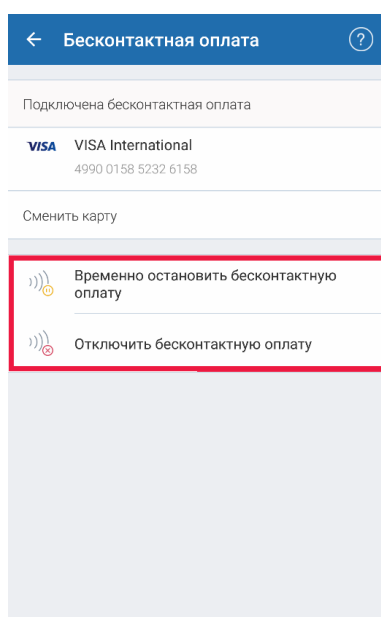 Бесконтактная оплата
Подключена бесконтактная оплата
VISA VISA International
4990 0158 5232 6158
Сменить карту
Временно остановить бесконтактную
оплату
Отключить бесконтактную оплату